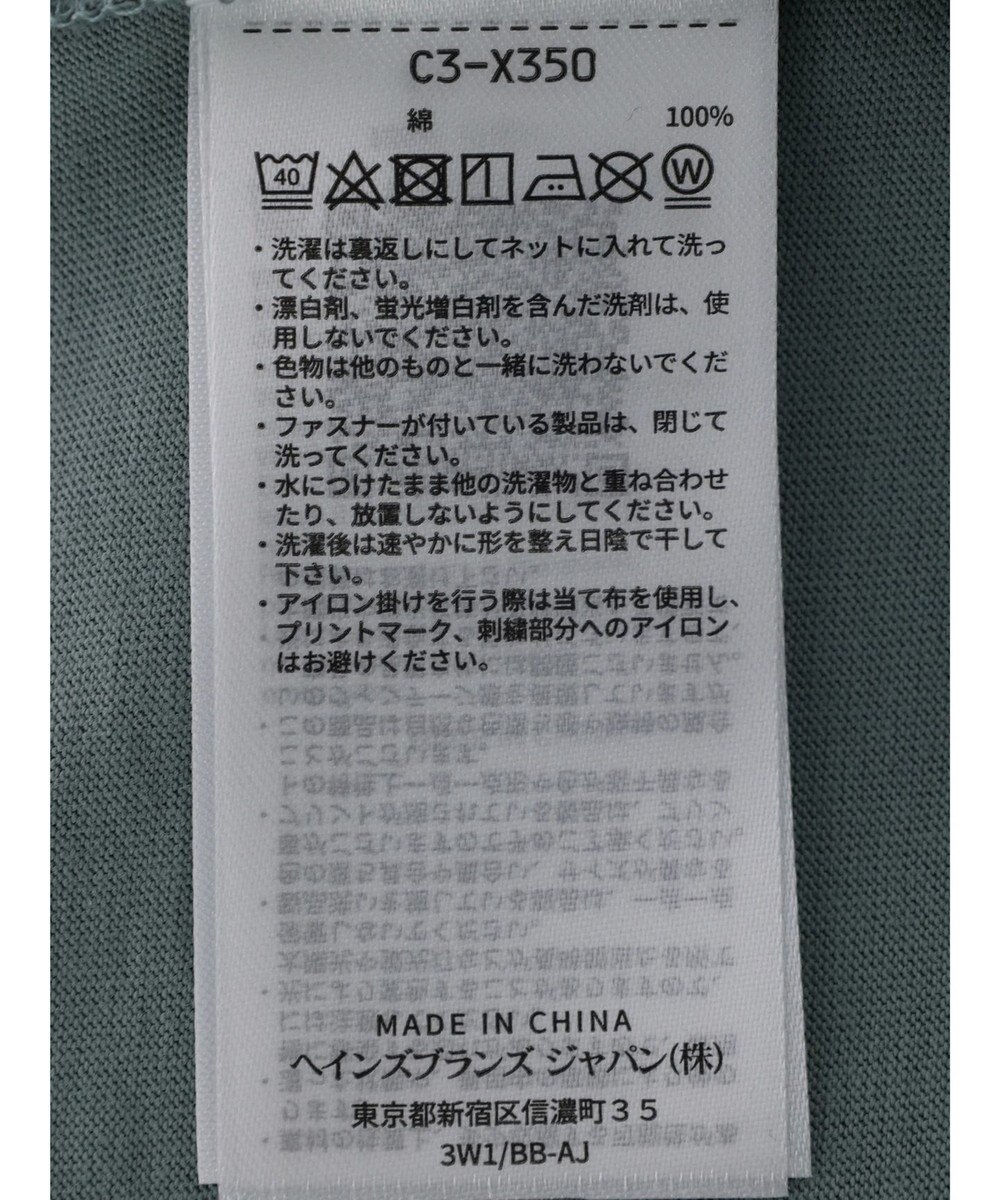 C3-X350
綿 100%
40 W
・洗濯は裏返しにしてネットに入れて洗っ
てください。
・漂白剤、蛍光増白剤を含んだ洗剤は、使
用しないでください。
・色物は他のものと一緒に洗わないでくだ
さい。
・ファスナーが付いている製品は、閉じて
洗ってください。
・水につけたまま他の洗濯物と重ね合わせ
たり、放置しないようにしてください。
・洗濯後は速やかに形を整え日陰で干して
下さい。
・アイロン掛けを行う際は当て布を使用し、
プリントマーク、刺繍部分へのアイロン
はお避けください。
MADE IN CHINA
ヘインズブランズ ジャパン(株)
東京都新宿区信濃町35
3W1/BB-AJ